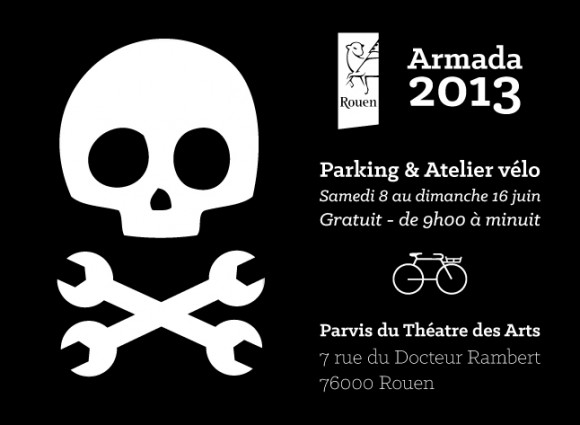 Rouen
Armada
2013
Parking & Atelier vélo
Samedi 8 au dimanche 16 juin
Gratuit - de 9h00 à minuit
Parvis du Théatre des Arts
7 rue du Docteur Rambert
76000 Rouen